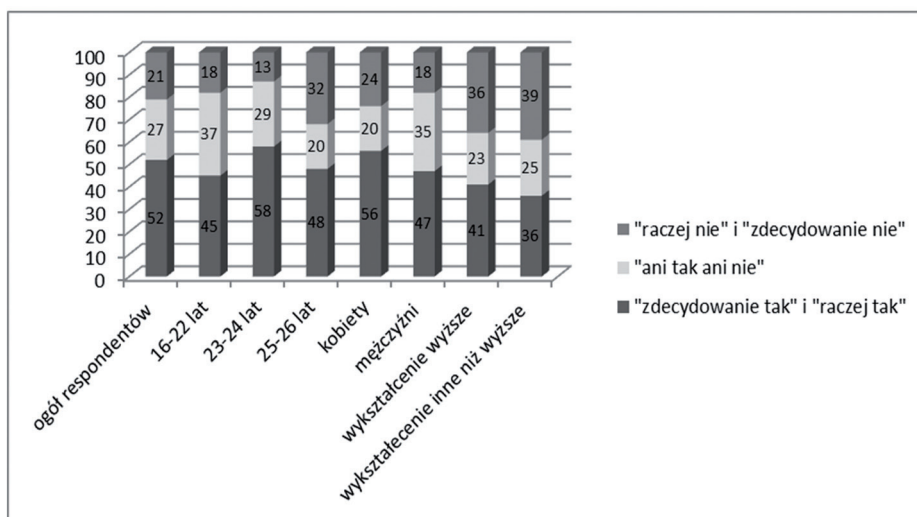 100
90
80
70
60
50
40
30
20
10
0
21 18 13 32 24 18 36 39
27 37 29 20 20 35 23 25
52 45 58 48 56 47 41 36
ogół respondentów
16-22 lat
23-24 lat
25-26 lat
kobiety
mężczyźni
wykształcenie wyższe
wykształecenie inne niż wyższe
"raczej nie" i "zdecydowanie nie"
"ani tak ani nie"
"zdecydowanie tak" i "raczej tak"